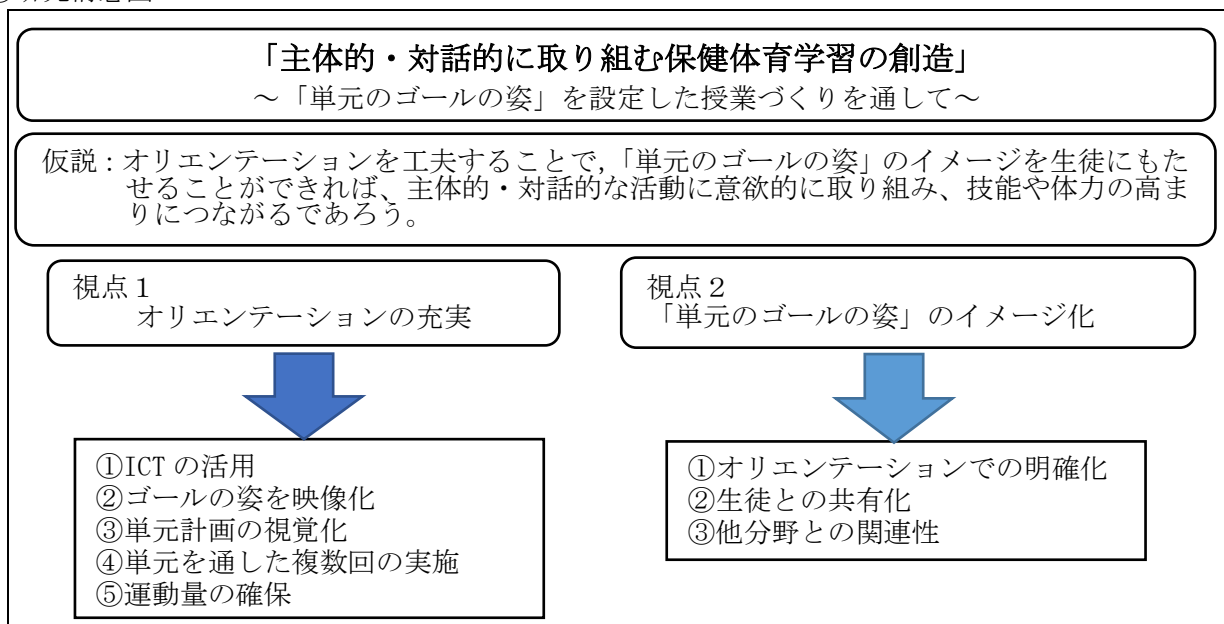 「主体的・対話的に取り組む保健体育学習の創造」
～「単元のゴールの姿」を設定した授業づくりを通して～
仮説：オリエンテーションを工夫することで,「単元のゴールの姿」のイメージを生徒にもた
せることができれば、主体的・対話的な活動に意欲的に取り組み、技能や体力の高ま
りにつながるであろう。
視点１
オリエンテーションの充実
①ICT の活用
②ゴールの姿を映像化
③単元計画の視覚化
④単元を通した複数回の実施
⑤運動量の確保
視点２
「単元のゴールの姿」のイメージ化
①オリエンテーションでの明確化
②生徒との共有化
③他分野との関連性